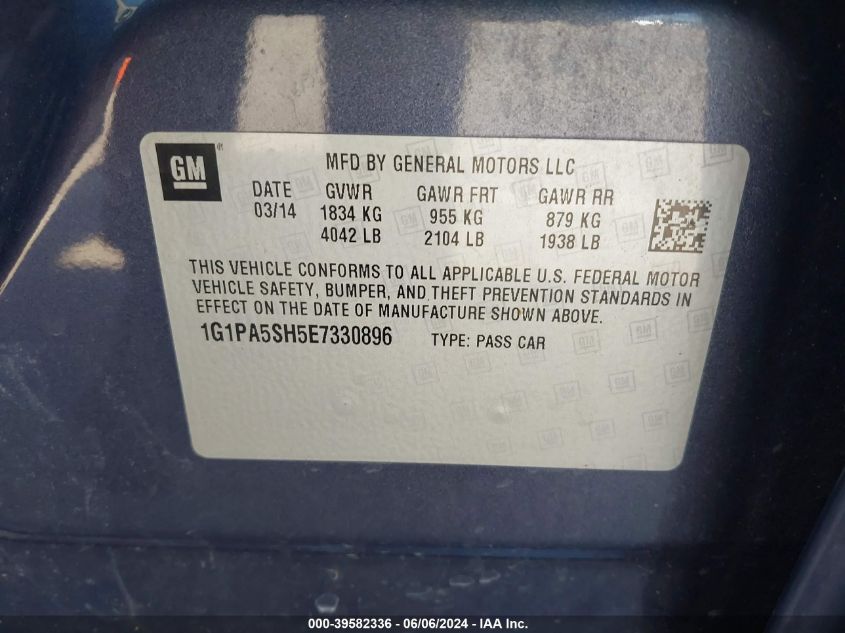 GM
MFD BY GENERAL MOTORS LLC
DATE GVWR GAWR FRT GAWR RR
03/14 1834 KG 955 KG 879 KG
4042 LB 2104 LB 1938 LB
THIS VEHICLE CONFORMS TO ALL APPLICABLE U.S. FEDERAL MOTOR
VEHICLE SAFETY, BUMPER, AND THEFT PREVENTION STANDARDS IN
EFFECT ON THE DATE OF MANUFACTURE SHOWN ABOVE.
1G1PA5SH5E7330896 TYPE: PASS CAR
000-39582336 - 06/06/2024 - IAA Inc.